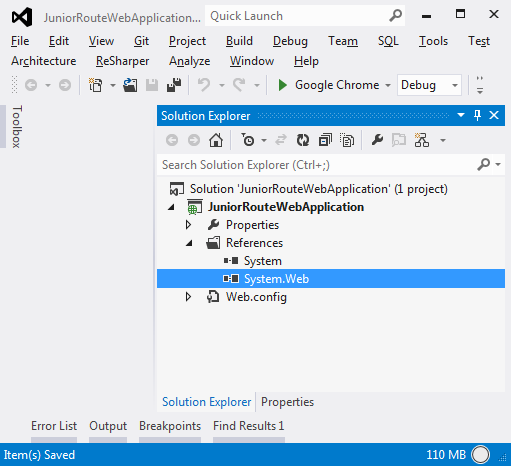 JuniorRouteWebApplication... Quick Launch
File Edit View Git Project Build Debug Team SQL Tools Test
Architecture ReSharper Analyze Window Help
Google Chrome Debug
Toolbox
Solution Explorer
Search Solution Explorer (Ctrl+;)
Solution 'JuniorRouteWebApplication' (1 project)
JuniorRouteWebApplication
Properties
References
System
System.Web
Web.config
Solution Explorer Properties
Error List Output Breakpoints Find Results 1
Item(s) Saved 110 MB